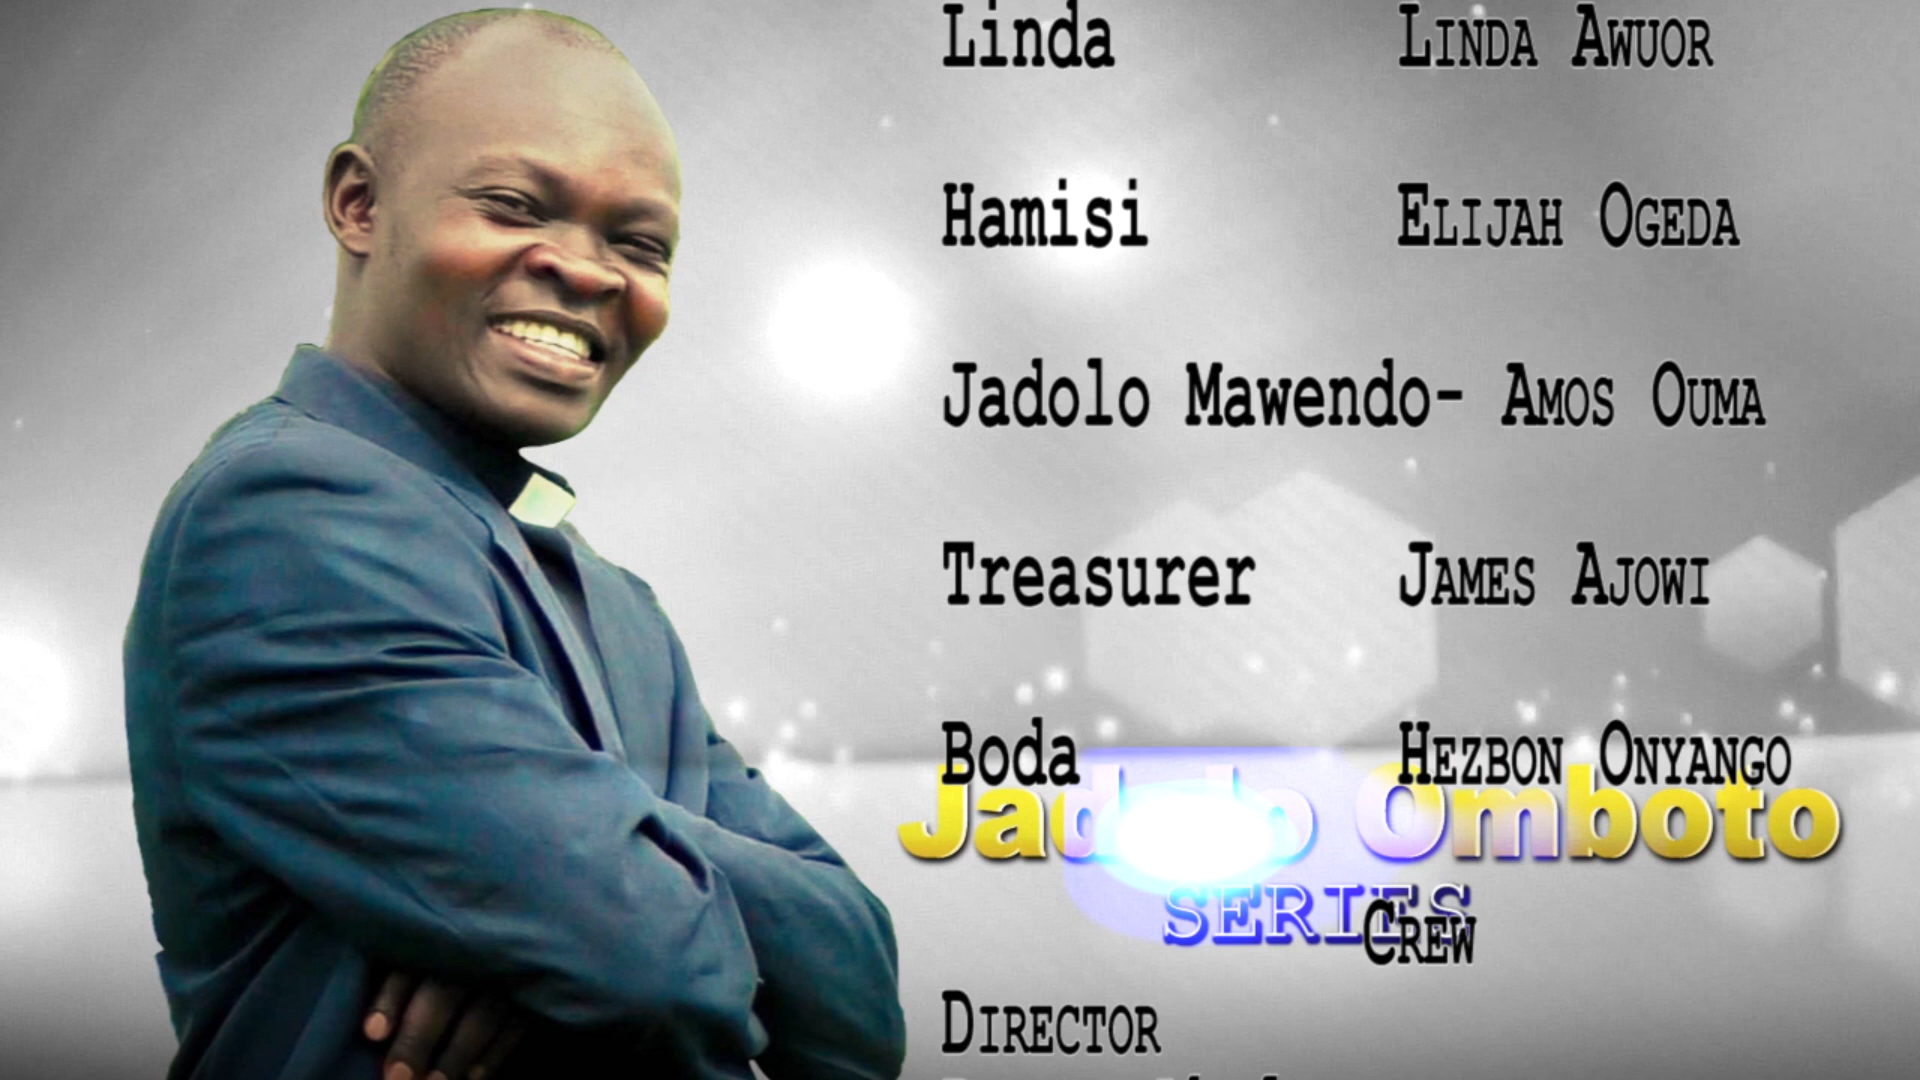 Linda LINDA AWUOR
Hamisi ELIJAH OGEDA
Jadolo Mawendo- AMOS OUMA
Treasurer JAMES AJOWI
Boda HEZBON ONYANGO
Jadolo Omboto
SERIES
CREW
DIRECTOR